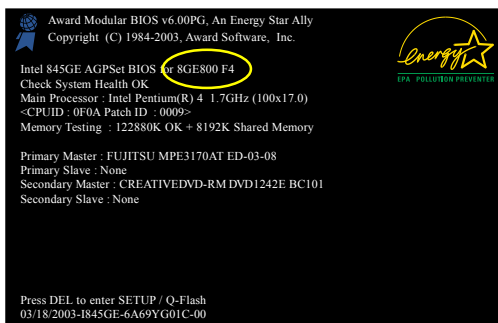 Award Modular BIOS v6.00PG, An Energy Star Ally
Copyright (C) 1984-2003, Award Software, Inc.
energy
EPA POLLUTION PREVENTER
Intel 845GE AGPSet BIOS for 8GE800 F4
Check System Health OK
Main Processor : Intel Pentium(R) 4 1.7GHz (100x17.0)
<CPUID : 0F0A Patch ID : 0009>
Memory Testing : 122880K OK + 8192K Shared Memory
Primary Master : FUJITSU MPE3170AT ED-03-08
Primary Slave : None
Secondary Master : CREATIVEDVD-RM DVD1242E BC101
Secondary Slave : None
Press DEL to enter SETUP / Q-Flash
03/18/2003-I845GE-6A69YG01C-00